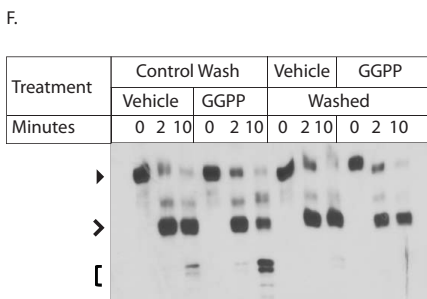 F.
Treatment Control Wash Vehicle GGPP
Vehicle GGPP Washed
Minutes 0 2 10 0 2 10 0 2 10 0 2 10